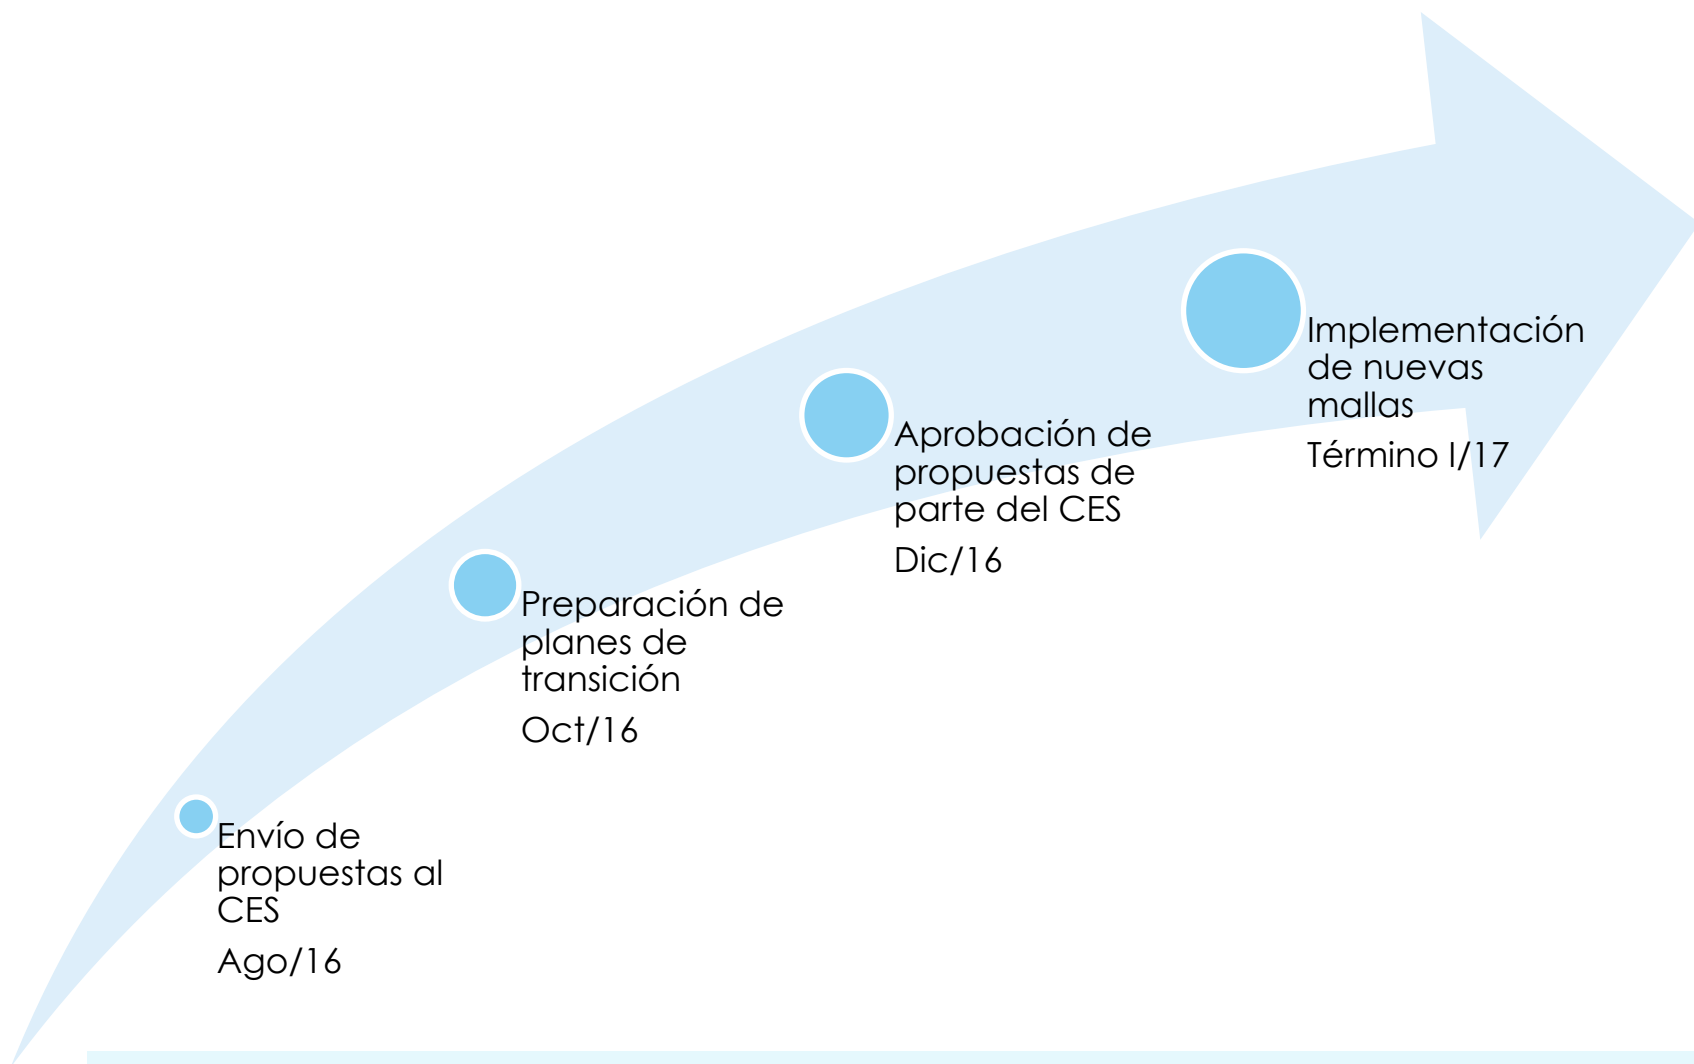 Envío de
propuestas al
CES
Ago/16
Preparación de
planes de
transición
Oct/16
Aprobación de
propuestas de
parte del CES
Dic/16
Implementación
de nuevas
mallas
Término I/17